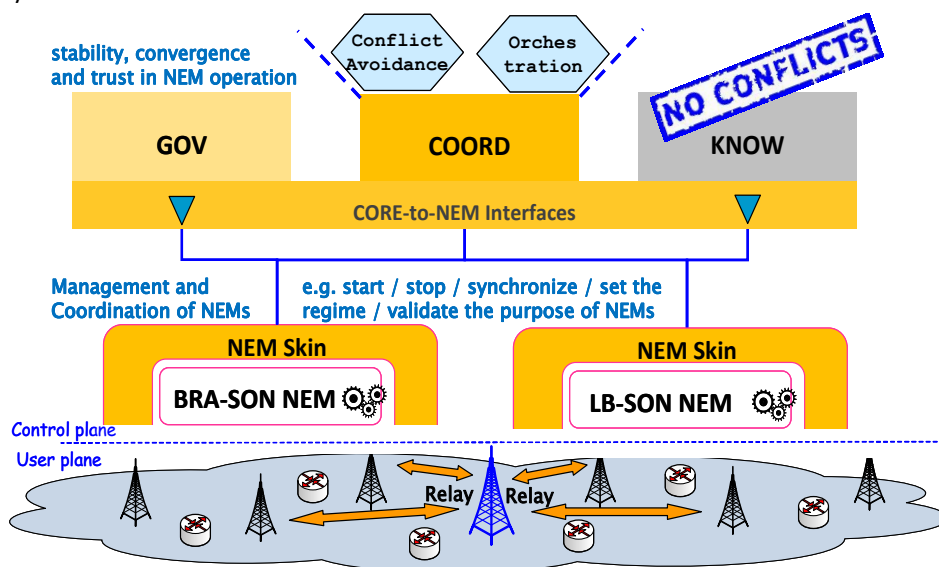 Conflict
Avoidance
Orches
tration
stability, convergence
and trust in NEM operation
NO CONFLICTS
GOV
COORD
KNOW
CORE-to-NEM Interfaces
Management and
Coordination of NEMs
e.g. start / stop / synchronize / set the
regime / validate the purpose of NEMs
NEM Skin
NEM Skin
BRA-SON NEM
LB-SON NEM
Control plane
User plane
Relay
Relay